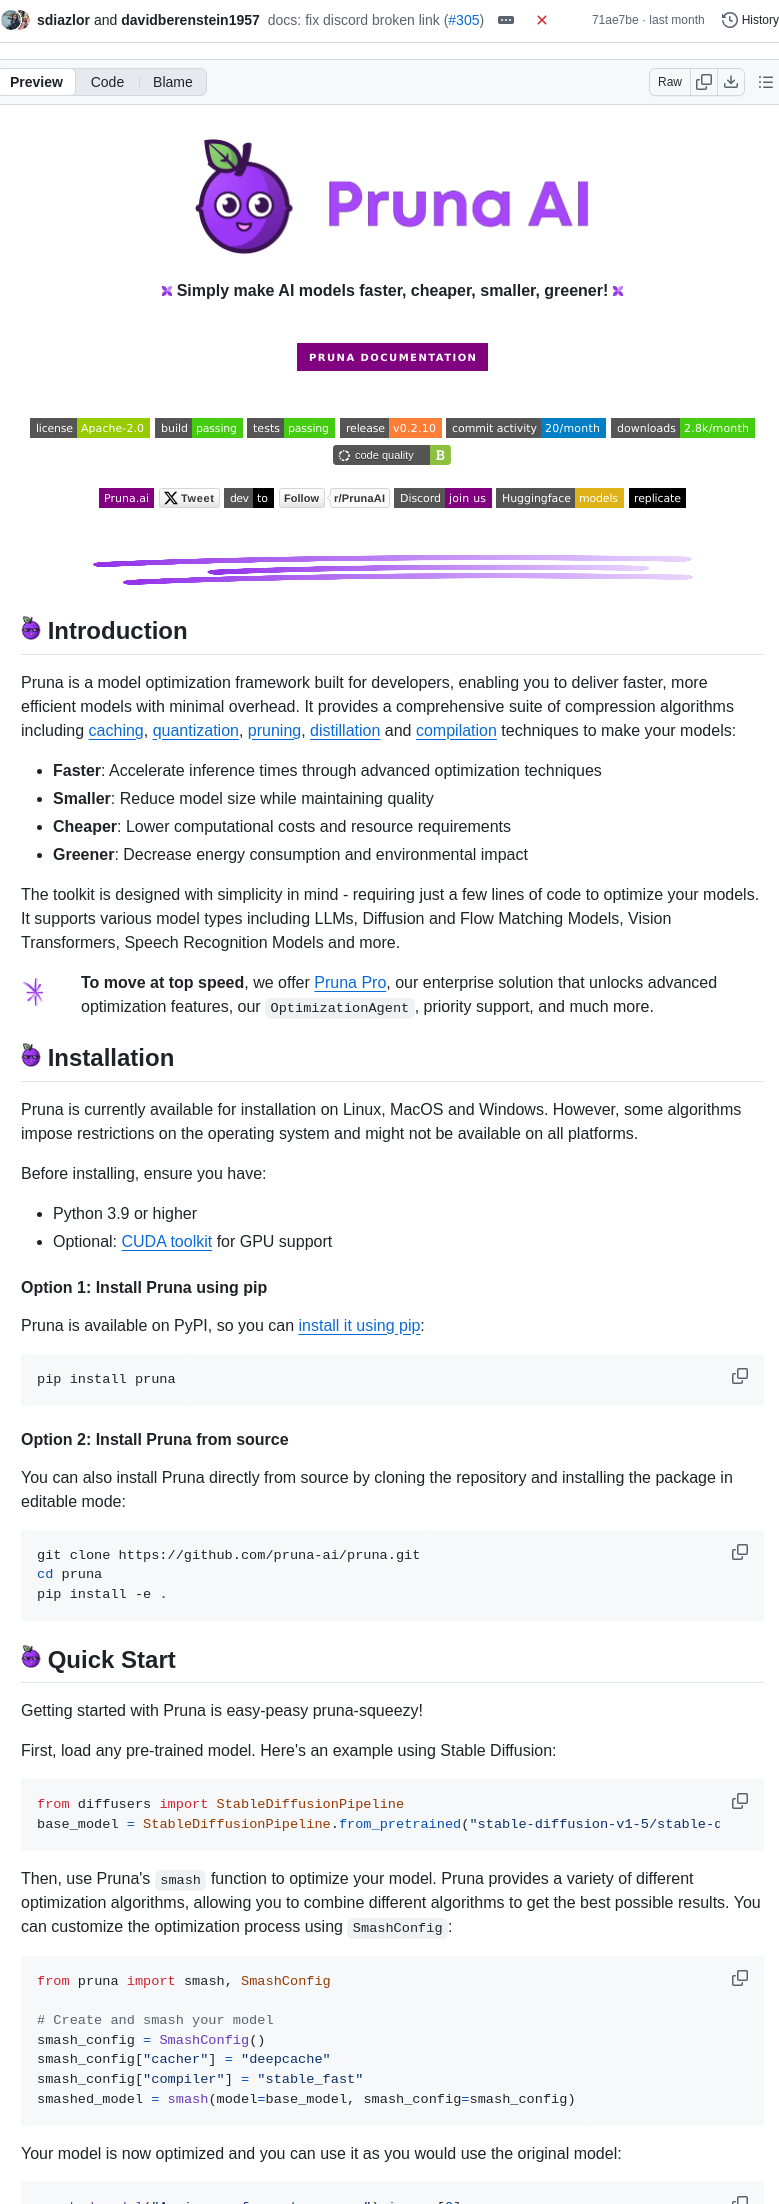 sdiazlor and davidberenstein1957 docs: fix discord broken link (#305) 71ae7be · last month History
Preview Code Blame Raw
Pruna AI
Simply make AI models faster, cheaper, smaller, greener!
PRUNA DOCUMENTATION
license Apache-2.0 build passing tests passing release v0.2.10 commit activity 20/month downloads 2.8k/month
code quality B
Pruna.ai Tweet dev to Follow r/PrunaAI Discord join us Huggingface models replicate
Introduction
Pruna is a model optimization framework built for developers, enabling you to deliver faster, more
efficient models with minimal overhead. It provides a comprehensive suite of compression algorithms
including caching, quantization, pruning, distillation and compilation techniques to make your models:
• Faster: Accelerate inference times through advanced optimization techniques
• Smaller: Reduce model size while maintaining quality
• Cheaper: Lower computational costs and resource requirements
• Greener: Decrease energy consumption and environmental impact
The toolkit is designed with simplicity in mind - requiring just a few lines of code to optimize your models.
It supports various model types including LLMs, Diffusion and Flow Matching Models, Vision
Transformers, Speech Recognition Models and more.
To move at top speed, we offer Pruna Pro, our enterprise solution that unlocks advanced
optimization features, our OptimizationAgent, priority support, and much more.
Installation
Pruna is currently available for installation on Linux, MacOS and Windows. However, some algorithms
impose restrictions on the operating system and might not be available on all platforms.
Before installing, ensure you have:
• Python 3.9 or higher
• Optional: CUDA toolkit for GPU support
Option 1: Install Pruna using pip
Pruna is available on PyPI, so you can install it using pip:
pip install pruna
Option 2: Install Pruna from source
You can also install Pruna directly from source by cloning the repository and installing the package in
editable mode:
git clone https://github.com/pruna-ai/pruna.git
cd pruna
pip install -e .
Quick Start
Getting started with Pruna is easy-peasy pruna-squeezy!
First, load any pre-trained model. Here's an example using Stable Diffusion:
from diffusers import StableDiffusionPipeline
base_model = StableDiffusionPipeline.from_pretrained("stable-diffusion-v1-5/stable-
Then, use Pruna's smash function to optimize your model. Pruna provides a variety of different
optimization algorithms, allowing you to combine different algorithms to get the best possible results. You
can customize the optimization process using SmashConfig:
from pruna import smash, SmashConfig
# Create and smash your model
smash_config = SmashConfig()
smash_config["cacher"] = "deepcache"
smash_config["compiler"] = "stable_fast"
smashed_model = smash(model=base_model, smash_config=smash_config)
Your model is now optimized and you can use it as you would use the original model: